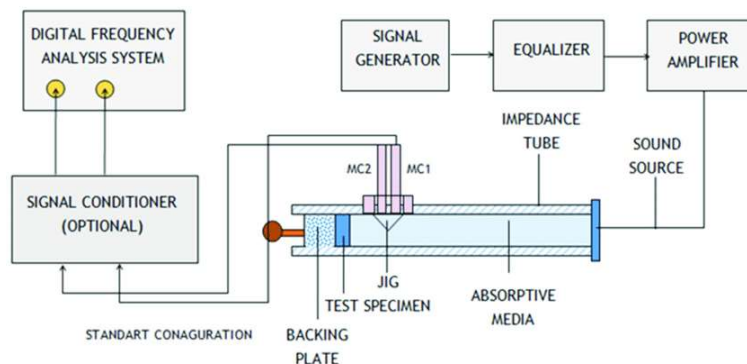 DIGITAL FREQUENCY
ANALYSIS SYSTEM
SIGNAL
GENERATOR
EQUALIZER
POWER
AMPLIFIER
IMPEDANCE
TUBE
SOUND
SOURCE
MC2
MC1
SIGNAL CONDITIONER
(OPTIONAL)
JIG
TEST SPECIMEN
ABSORPTIVE
MEDIA
STANDART CONAGURATION
BACKING
PLATE